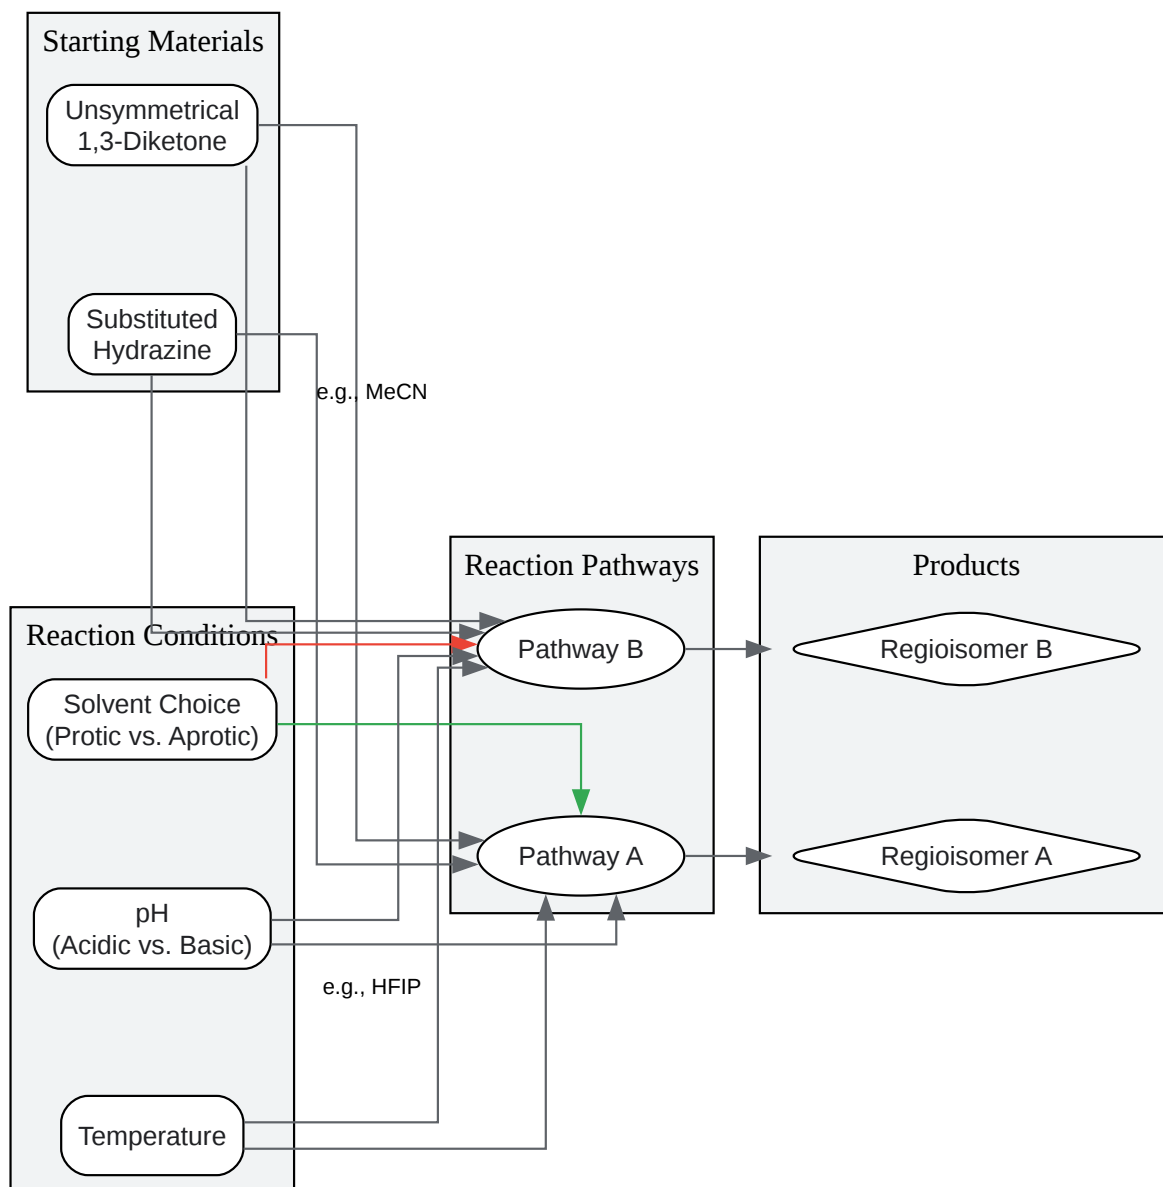 Starting Materials
Unsymmetrical
1,3-Diketone
Substituted
Hydrazine
e.g., MeCN
Reaction Pathways
Products
Reaction Conditions
Pathway B
Regioisomer B
Solvent Choice
(Protic vs. Aprotic)
Pathway A
Regioisomer A
pH
(Acidic vs. Basic)
e.g., HFIP
Temperature